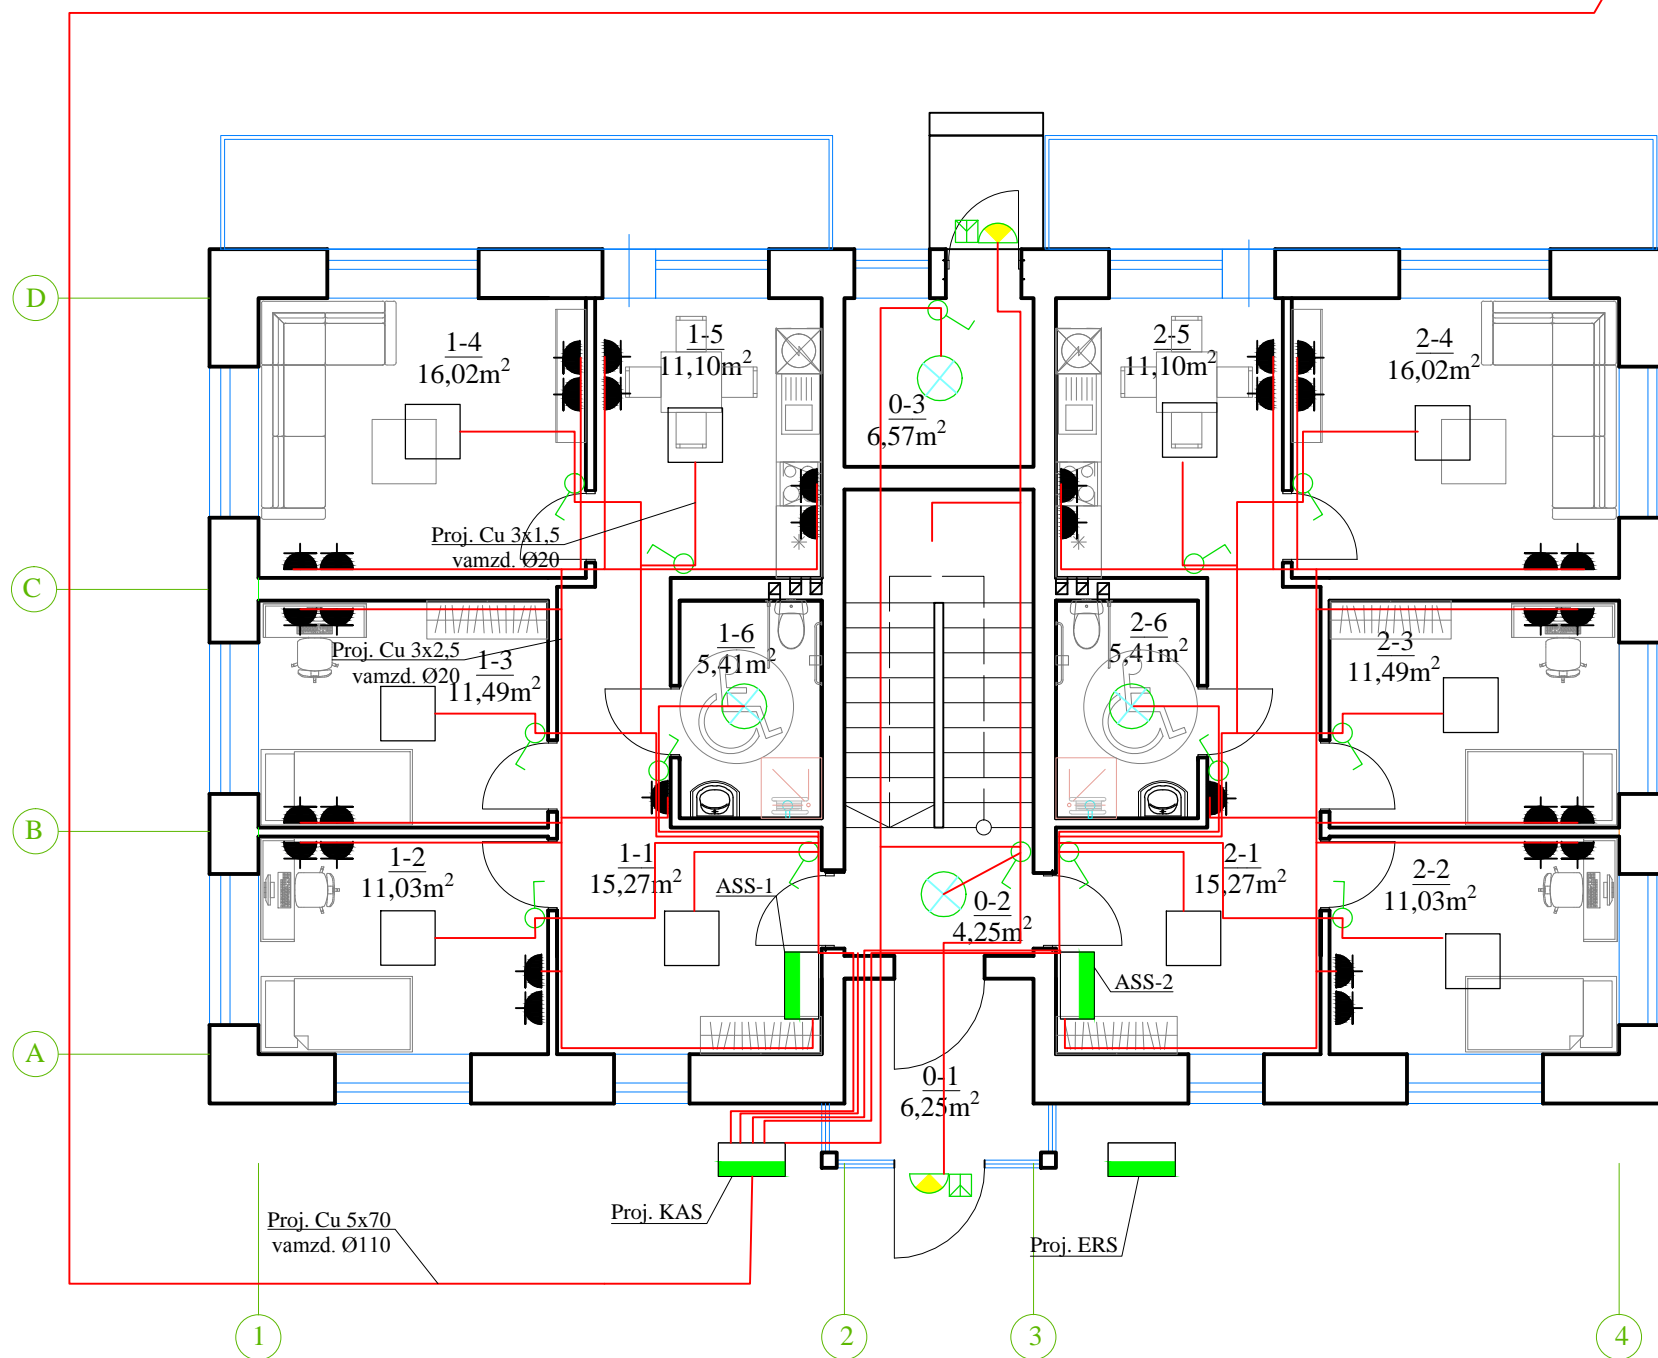 D
1-4
16,02m²
1-5
11,10m²
0-3
6,57m²
2-5
11,10m²
2-4
16,02m²
Proj. Cu 3x1,5
vamzd. Ø20
C
Proj. Cu 3x2,5
vamzd. Ø20
1-3
11,49m²
1-6
5,41m²
2-6
5,41m²
2-3
11,49m²
B
1-2
11,03m²
1-1
15,27m²
ASS-1
0-2
4,25m²
2-1
15,27m²
2-2
11,03m²
ASS-2
A
0-1
6,25m²
Proj. Cu 5x70
vamzd. Ø110
Proj. KAS
Proj. ERS
1
2
3
4